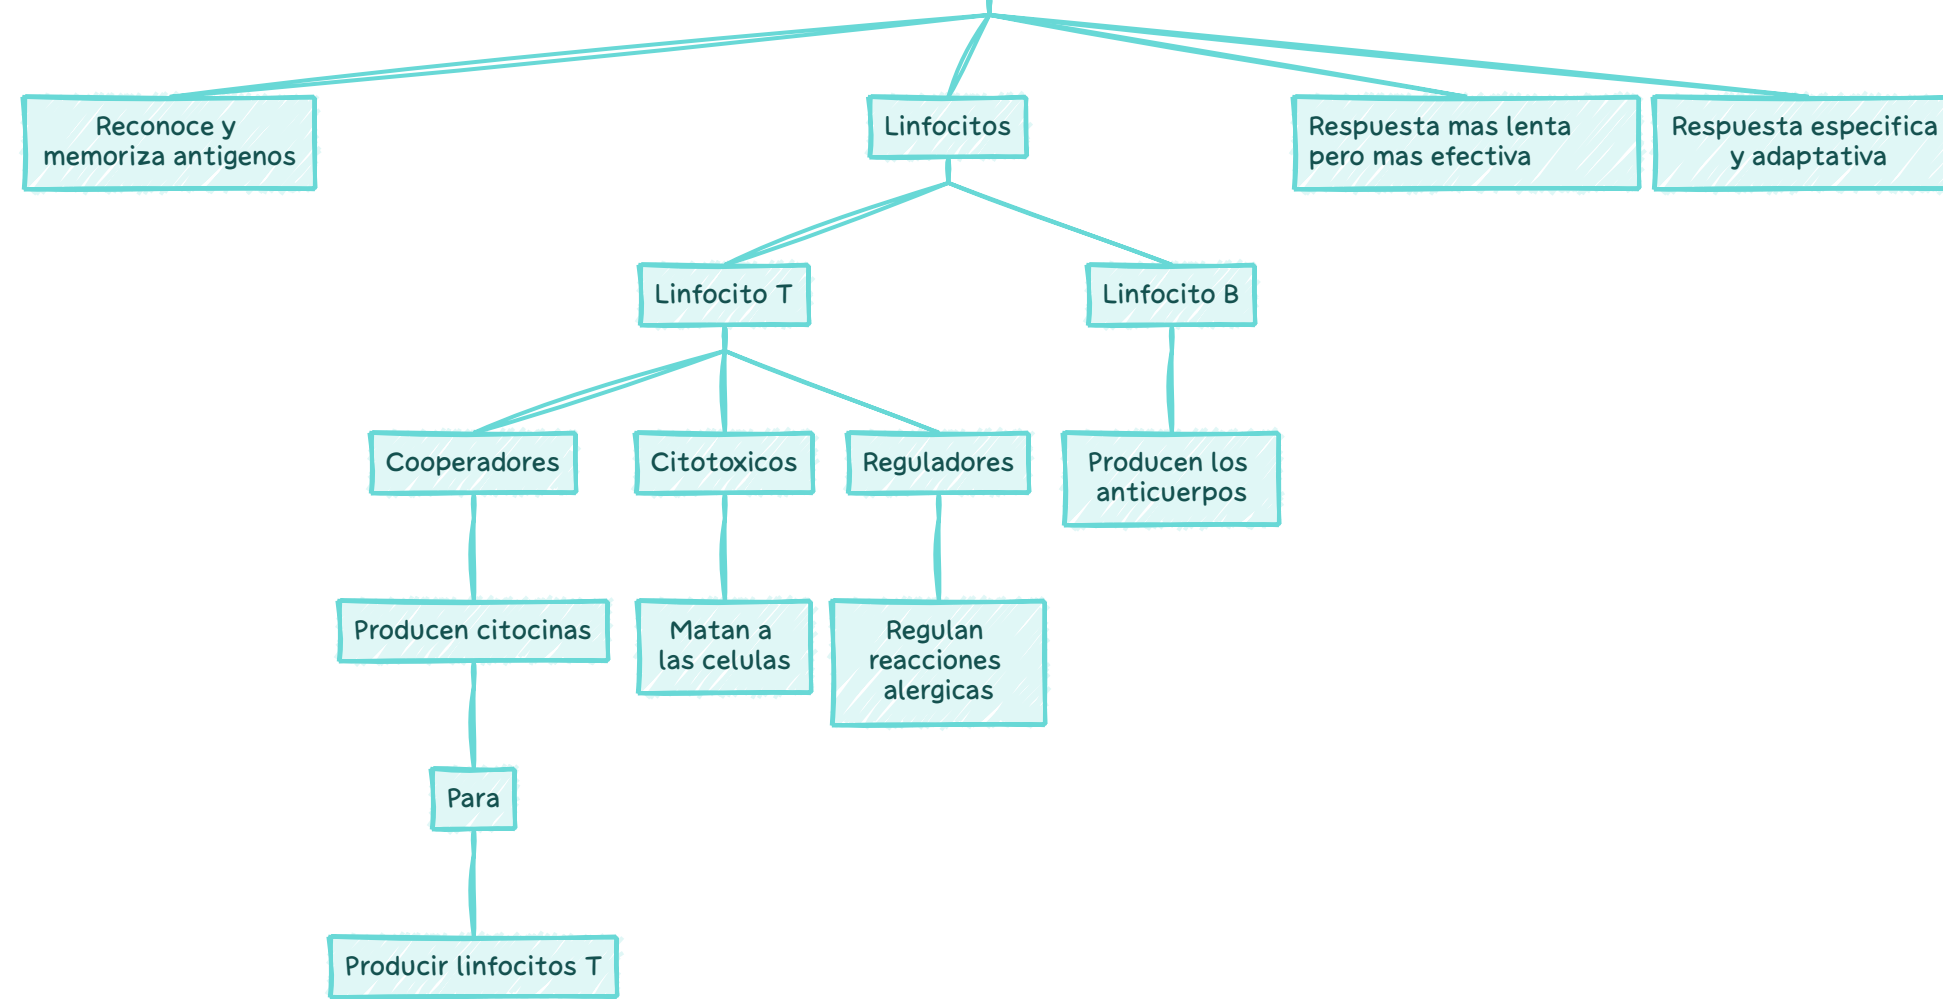 Reconoce y
memoriza antigenos
Linfocitos
Respuesta mas lenta
pero mas efectiva
Respuesta especifica
y adaptativa
Linfocito T
Linfocito B
Cooperadores
Citotoxicos
Reguladores
Producen los
anticuerpos
Producen citocinas
Matan a
las celulas
Regulan
reacciones
alergicas
Para
Producir linfocitos T